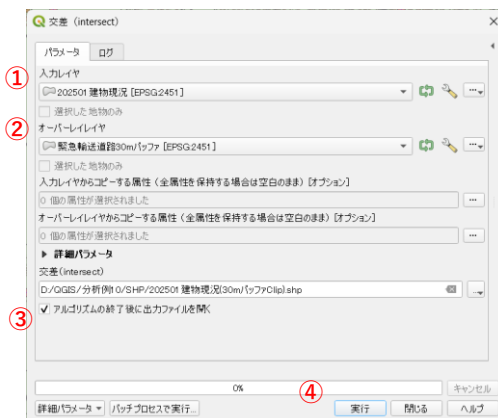 交差（intersect）
パラメータ ログ
① 入力レイヤ
202501 建物現況 [EPSG:2451]
選択した地物のみ
② オーバーレイレイヤ
緊急輸送道路30mバッファ [EPSG:2451]
選択した地物のみ
入力レイヤからコピーする属性（全属性を保持する場合は空白のまま）[オプション]
0 個の属性が選択されました
オーバーレイレイヤからコピーする属性（全属性を保持する場合は空白のまま）[オプション]
0 個の属性が選択されました
詳細パラメータ
交差(intersect)
D:/QGIS/分析例10/SHP/202501 建物現況(30mバッファClip).shp
③ アルゴリズムの終了後に出力ファイルを開く
0%
④
キャンセル
詳細パラメータ バッチプロセスで実行... 実行 閉じる ヘルプ